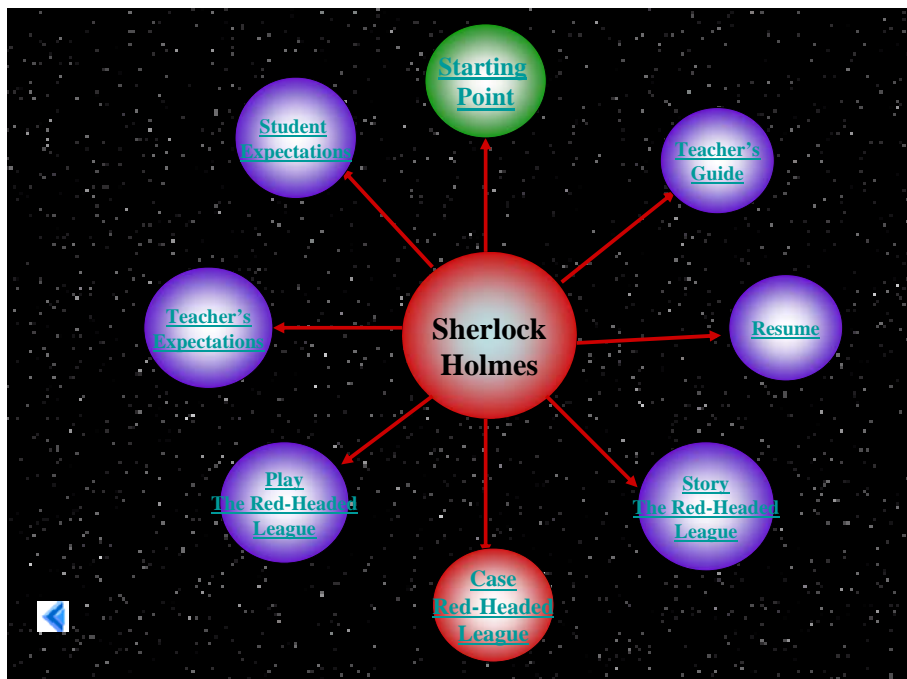 Starting
Point
Student
Expectations
Teacher's
Guide
Teacher's
Expectations
Sherlock
Holmes
Resume
Play
The Red-Headed
League
Story
The Red-Headed
League
Case
Red-Headed
League